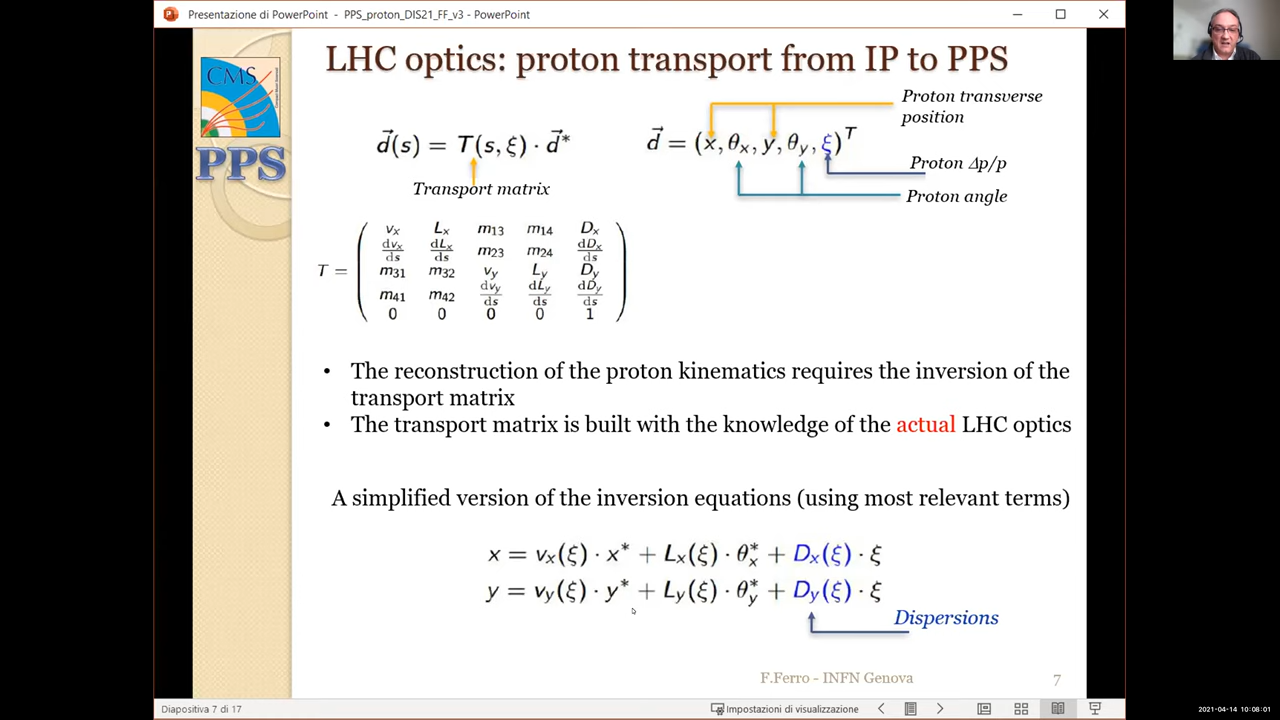 Presentazione di PowerPoint - PPS_proton_DIS21_FF_v3 - PowerPoint
CMS
PPS
LHC optics: proton transport from IP to PPS
Proton transverse
position
d⃗(s) = T(s, ξ) · d⃗*
d⃗ = (x, θx, y, θy, ξ)^T
Transport matrix
Proton Δp/p
Proton angle
vx Lx m13 m14 Dx
dvx/ds dLx/ds m23 m24 dDx/ds
T = m31 m32 vy Ly Dy
m41 m42 dvy/ds dLy/ds dDy/ds
0 0 0 0 1
• The reconstruction of the proton kinematics requires the inversion of the
transport matrix
• The transport matrix is built with the knowledge of the actual LHC optics
A simplified version of the inversion equations (using most relevant terms)
x = vx(ξ) · x* + Lx(ξ) · θx* + Dx(ξ) · ξ
y = vy(ξ) · y* + Ly(ξ) · θy* + Dy(ξ) · ξ
Dispersions
F.Ferro - INFN Genova 7
Diapositiva 7 di 17 Impostazioni di visualizzazione
2021-04-14 10:08:01